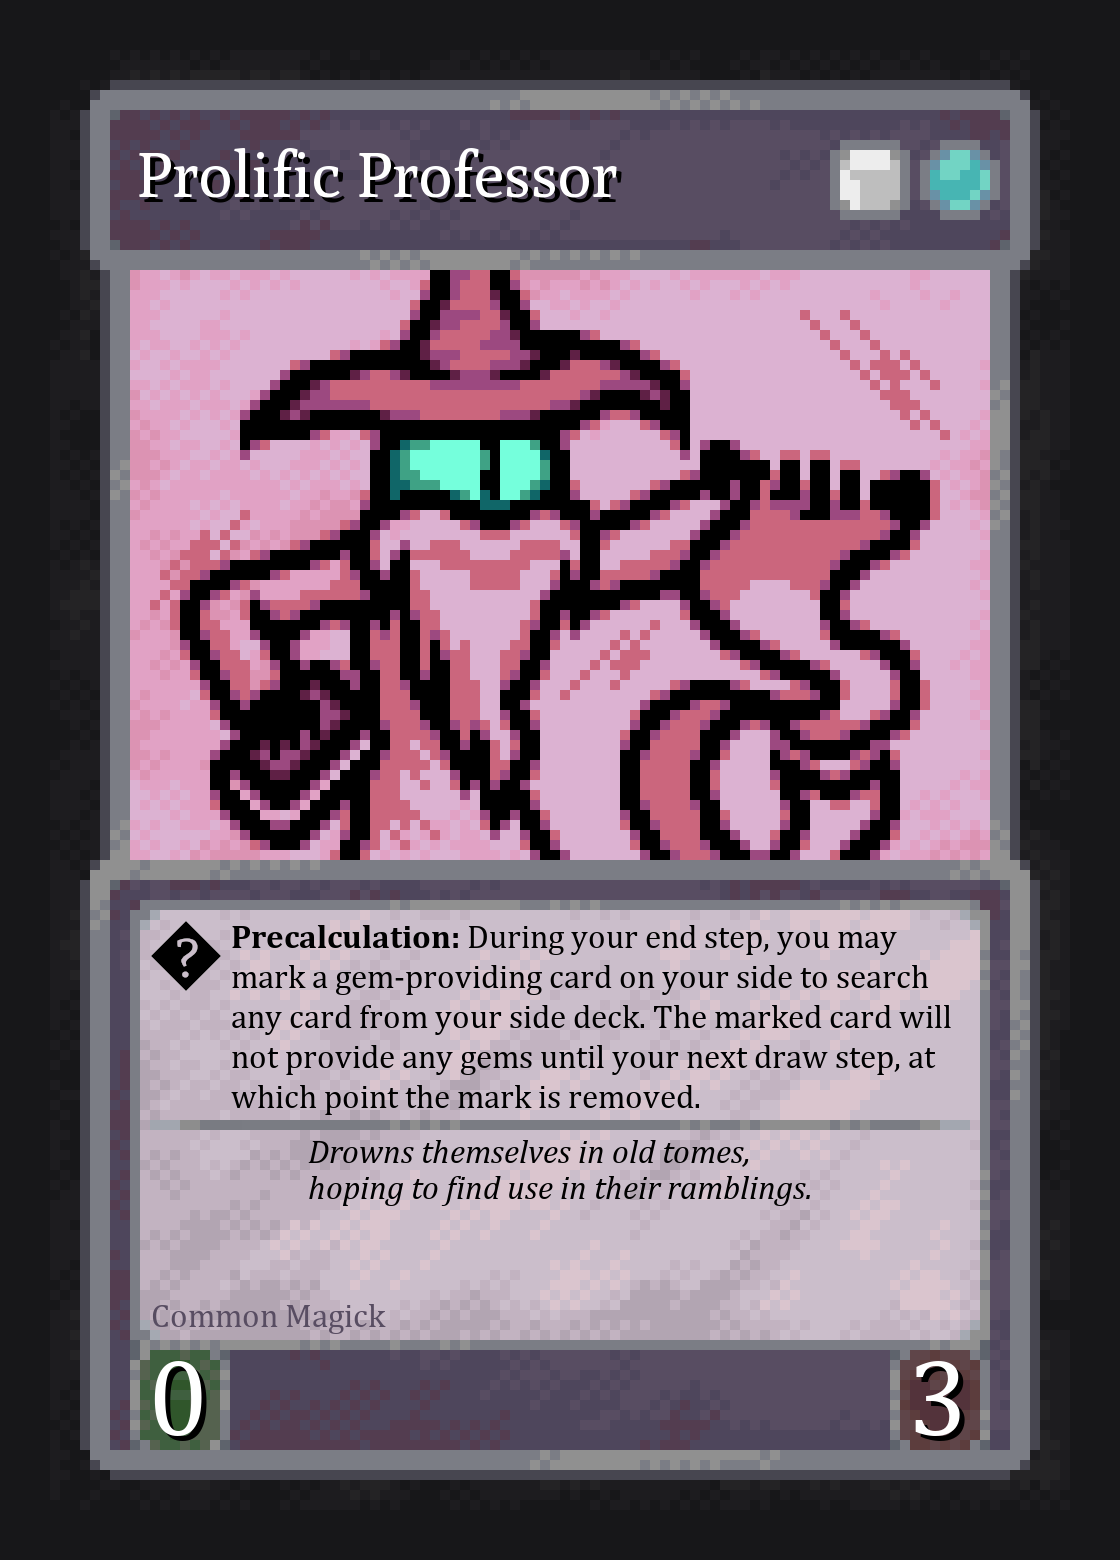 Prolific Professor
?
Precalculation: During your end step, you may
mark a gem-providing card on your side to search
any card from your side deck. The marked card will
not provide any gems until your next draw step, at
which point the mark is removed.
Drowns themselves in old tomes,
hoping to find use in their ramblings.
Common Magick
0
3